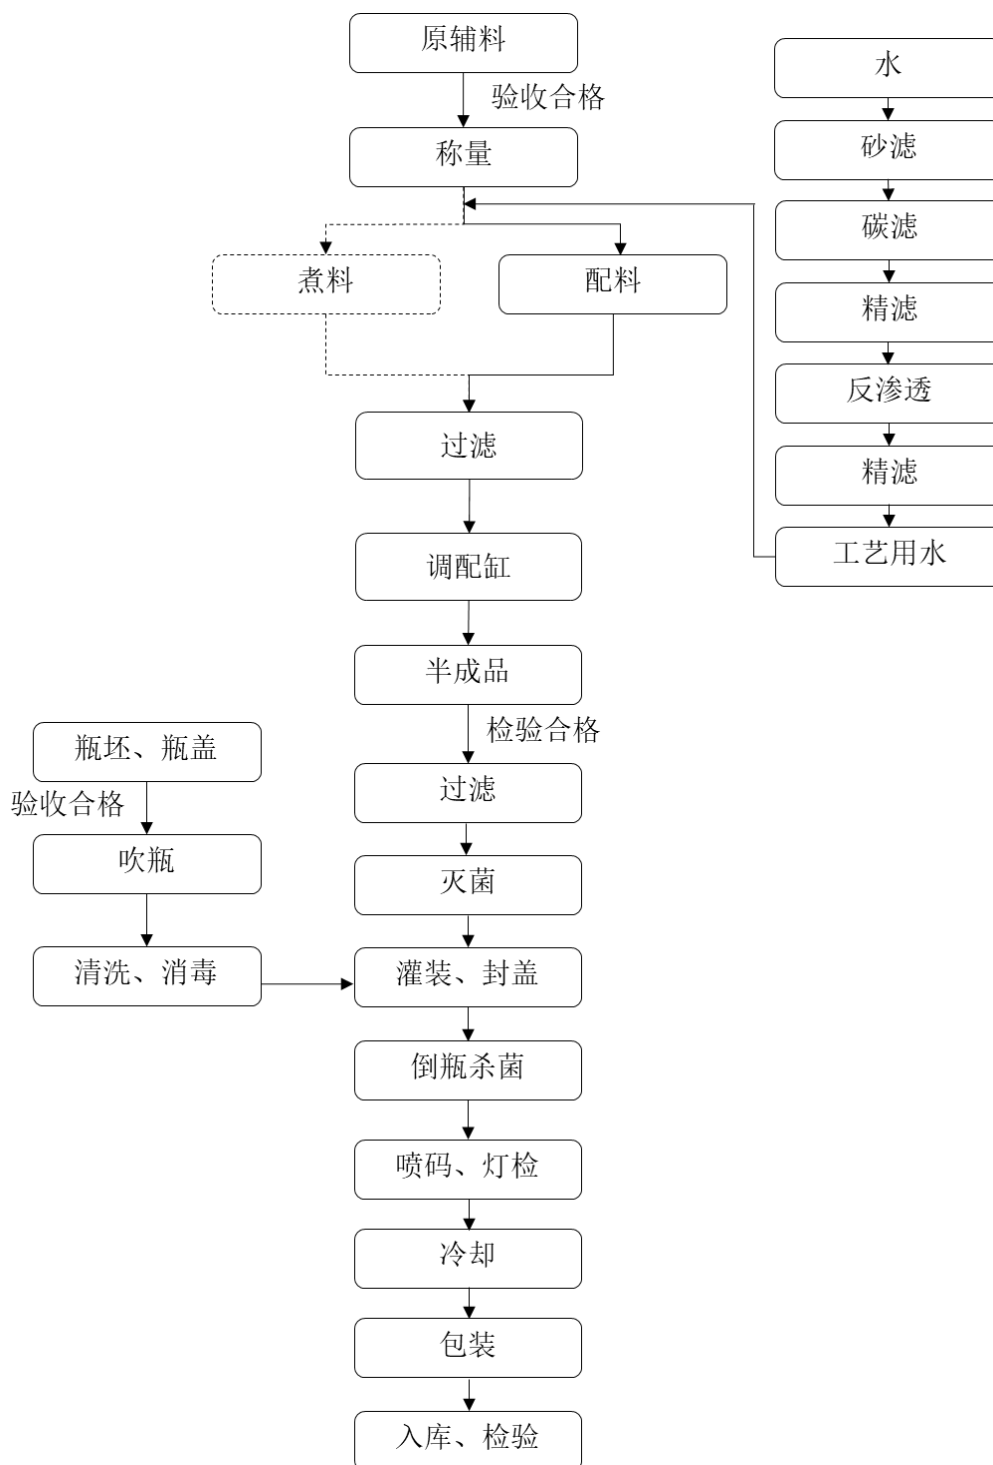 原辅料
验收合格
称量
煮料
配料
过滤
调配缸
半成品
检验合格
过滤
灭菌
灌装、封盖
倒瓶杀菌
喷码、灯检
冷却
包装
入库、检验
水
砂滤
碳滤
精滤
反渗透
精滤
工艺用水
瓶坯、瓶盖
验收合格
吹瓶
清洗、消毒